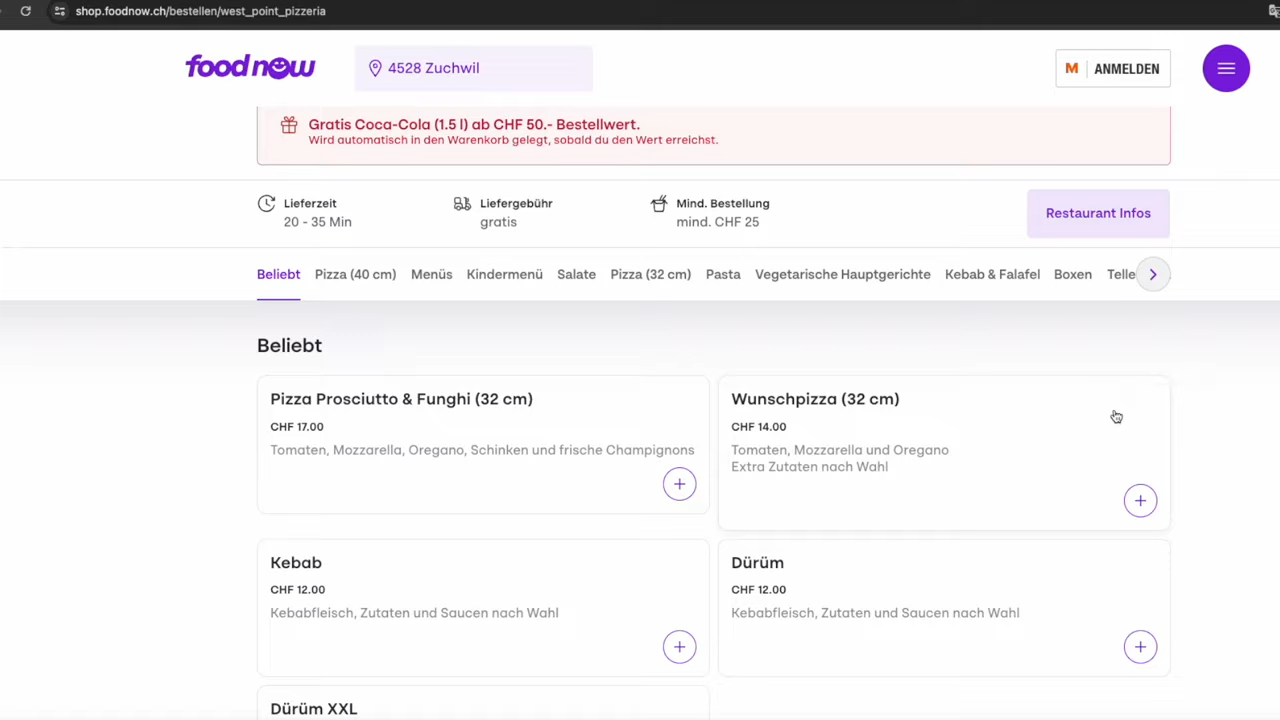 shop.foodnow.ch/bestellen/west_point_pizzeria
food now
4528 Zuchwil
M ANMELDEN
Gratis Coca-Cola (1.5 l) ab CHF 50.- Bestellwert.
Wird automatisch in den Warenkorb gelegt, sobald du den Wert erreichst.
Lieferzeit
20 - 35 Min
Liefergebühr
gratis
Mind. Bestellung
mind. CHF 25
Restaurant Infos
Beliebt Pizza (40 cm) Menüs Kindermenü Salate Pizza (32 cm) Pasta Vegetarische Hauptgerichte Kebab & Falafel Boxen Telle
Beliebt
Pizza Prosciutto & Funghi (32 cm)
CHF 17.00
Tomaten, Mozzarella, Oregano, Schinken und frische Champignons
Wunschpizza (32 cm)
CHF 14.00
Tomaten, Mozzarella und Oregano
Extra Zutaten nach Wahl
Kebab
CHF 12.00
Kebabfleisch, Zutaten und Saucen nach Wahl
Dürüm
CHF 12.00
Kebabfleisch, Zutaten und Saucen nach Wahl
Dürüm XXL